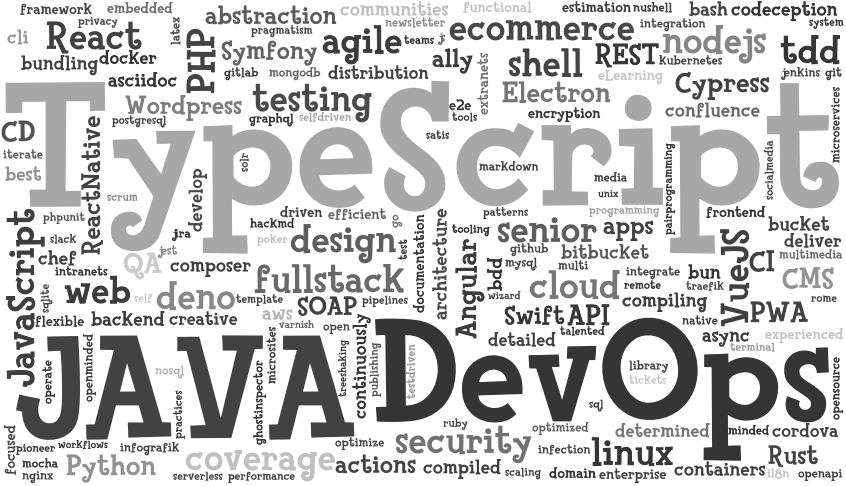 framework embedded
privacy
cli React
latex
PHP
abstraction
pragmatism
communities
newsletter
functional
estimation nushell
bash codeception
integration
system
bundling docker
Symfony
agile teams js
ecommerce
REST
nodejs
tdd
asciidoc
gitlab mongodb distribution
ally
extranets
shell
eLearning
kubernetes
jenkins git
Wordpress
testing
Electron
Cypress
postgresql
graphql selfdriven
e2e
tools
encryption
confluence
microservices
satis
TypeScript
CD
iterate
best
ReactNative
solr
markdown
media
unix
pairprogramming
socialmedia
scrum
develop
phpunit
driven efficient
go
hackmd
patterns
programming
frontend
JavaScript
slack
jira
poker
design
test
documentation
architecture
tooling
senior apps
bucket
deliver
chef
jest
QA
composer
github
bitbucket
VueJS
CI
multimedia
intranets
fullstack
Angular
bdd
mysql multi
integrate bun
CMS
sqlite
web
self deno
template
SOAP pipelines
wizard
cloud
remote traefik
compiling
rome
flexible backend creative
aws
varnish open
Swift API
talented
native
PWA
async
experienced
detailed
terminal
JAVA DevOps
operate
openminded
nosql
practices
ghostinspector
microsites
treeshaking
continuously
publishing
testdriven
library
tickets
opensource
sql
focused
pioneer workflows infografik
optimize
ruby
optimized
determined
minded cordova
mocha
nginx
Python
coverage
security
infection
linux
Rust
serverless performance
actions compiled
scaling domain enterprise
containers
i18n openapi